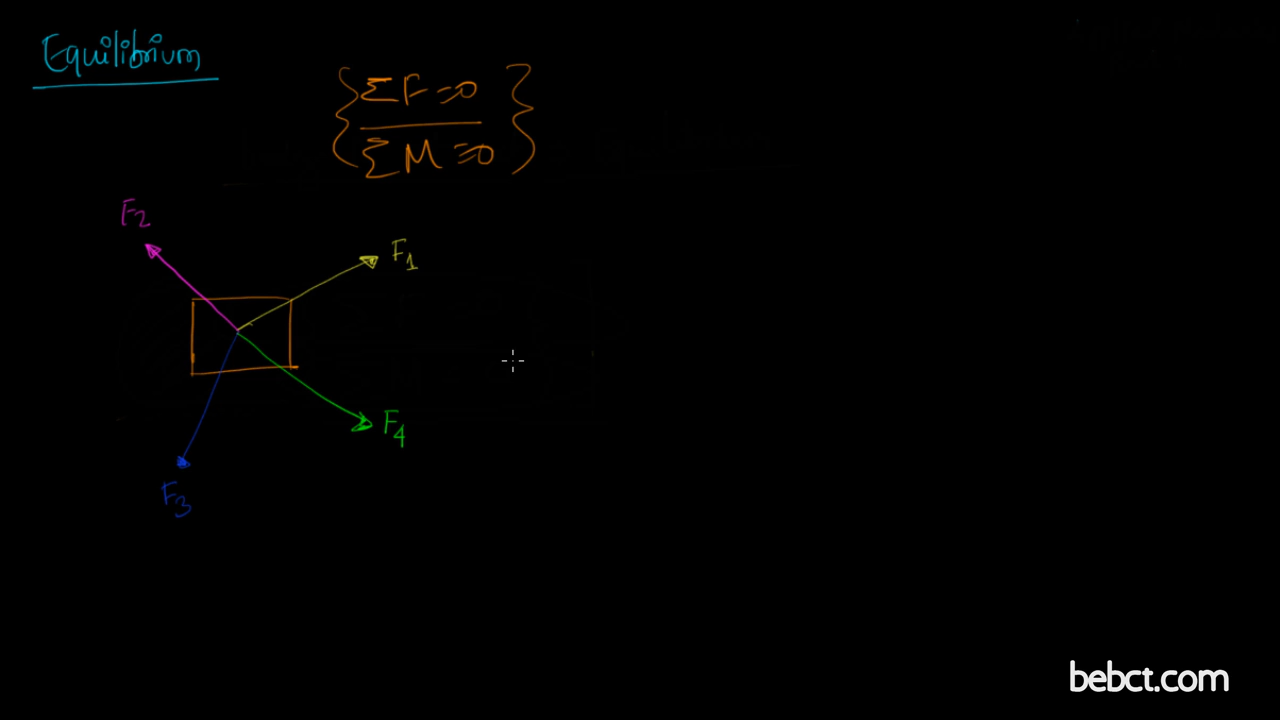 Equilibrium
ΣF=0
ΣM=0
F2
F1
F4
F3
bebct.com